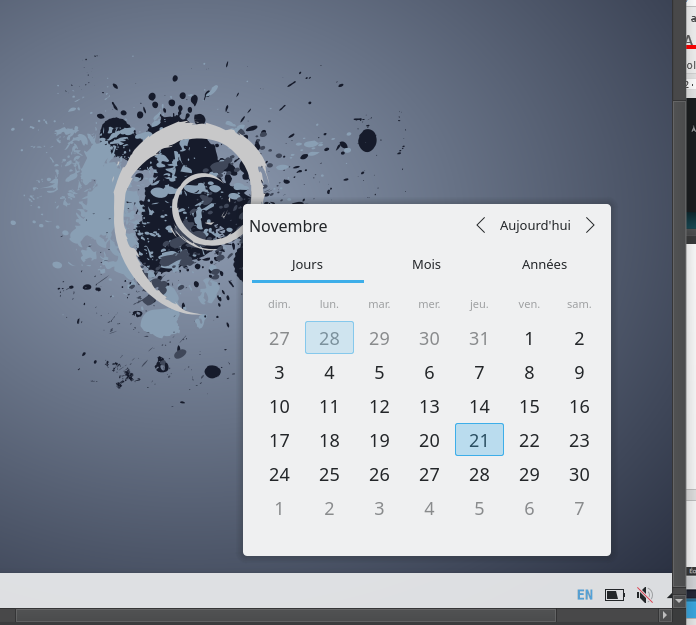 Novembre
Aujourd'hui
Jours Mois Années
dim. lun. mar. mer. jeu. ven. sam.
27 28 29 30 31 1 2
3 4 5 6 7 8 9
10 11 12 13 14 15 16
17 18 19 20 21 22 23
24 25 26 27 28 29 30
1 2 3 4 5 6 7
EN